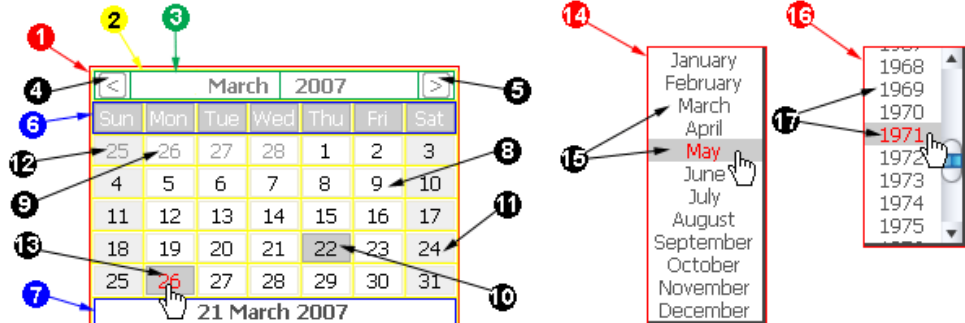 2 3
1
4 < March 2007 > 5
6 Sun Mon Tue Wed Thu Fri Sat
12 25 26 27 28 1 2 3 8
4 5 6 7 8 9 10
9 11 12 13 14 15 16 17 11
13 18 19 20 21 22 23 24
25 26 27 28 29 30 31 10
7 21 March 2007
14
January
February
March
April
15
May
June
July
August
September
October
November
December
16
1968
1969
1970
17
1971
1972
1973
1974
1975